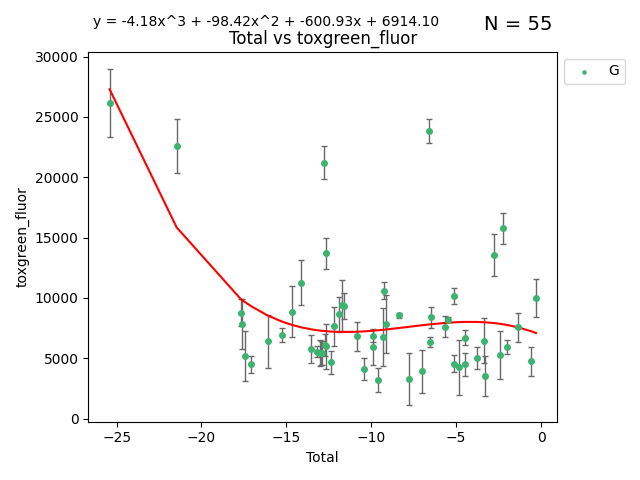 y = -4.18x^3 + -98.42x^2 + -600.93x + 6914.10
N = 55
Total vs toxgreen_fluor
G
30000
25000
20000
15000
10000
5000
0
toxgreen_fluor
−25
−20
−15
−10
−5
0
Total